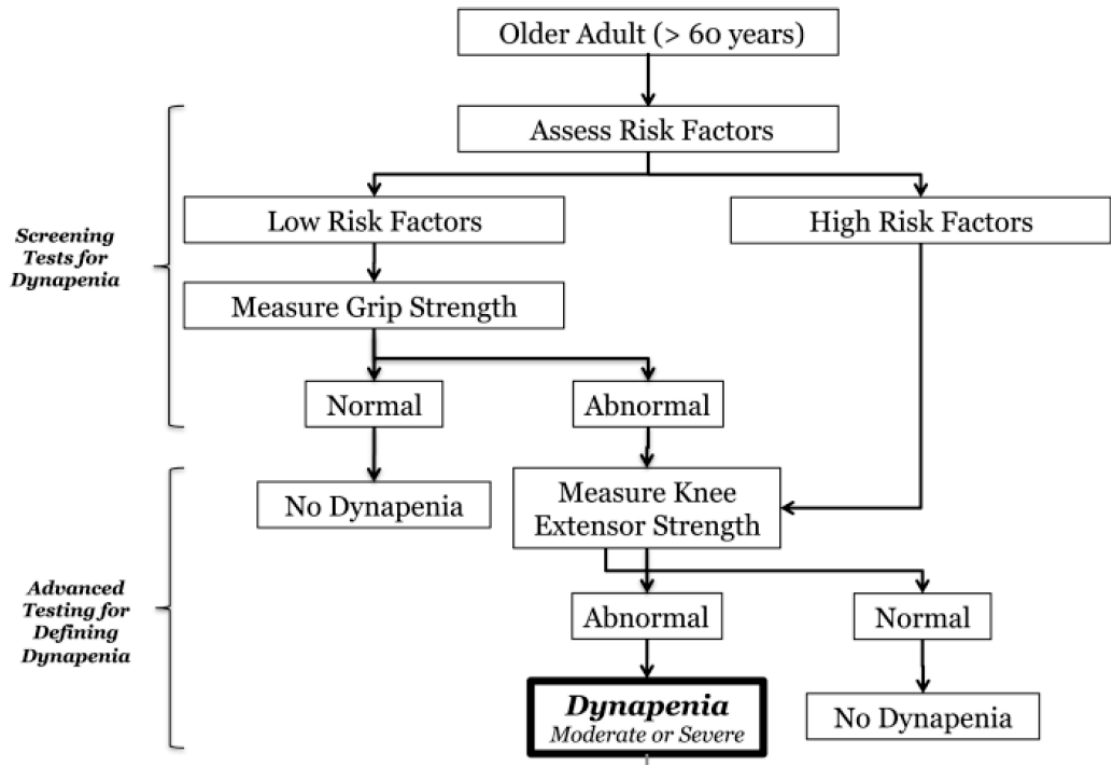 Older Adult (> 60 years)
Assess Risk Factors
Low Risk Factors
High Risk Factors
Screening
Tests for
Dynapenia
Measure Grip Strength
Normal
Abnormal
No Dynapenia
Measure Knee
Extensor Strength
Advanced
Testing for
Defining
Dynapenia
Abnormal
Normal
Dynapenia
Moderate or Severe
No Dynapenia